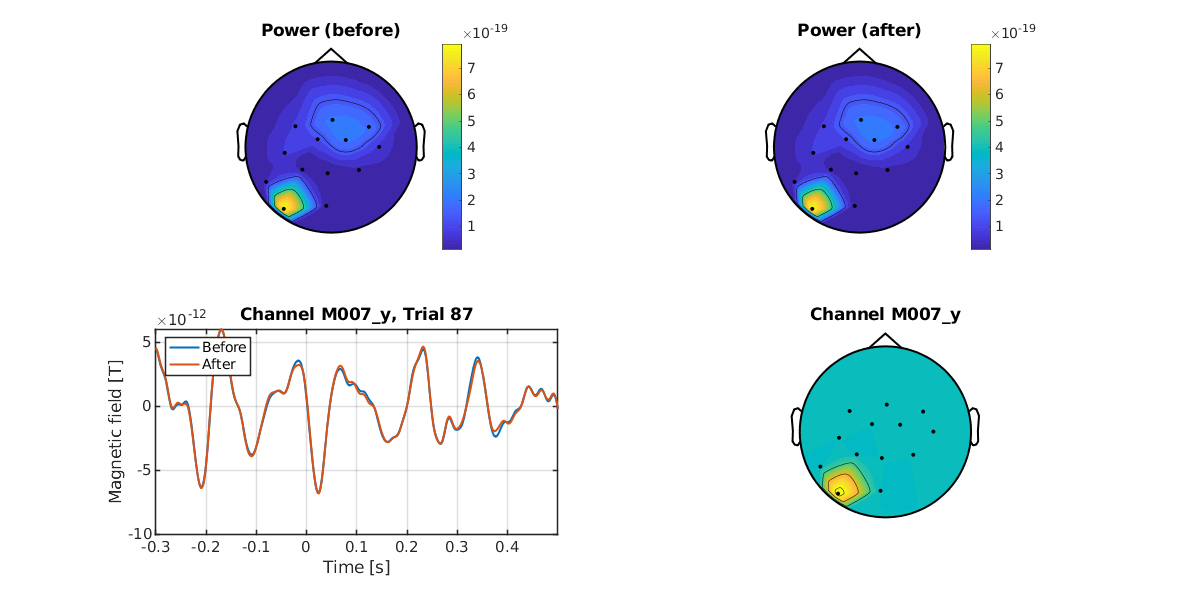 Power (before)
×10-19
7
6
5
4
3
2
1
Power (after)
×10-19
7
6
5
4
3
2
1
Channel M007_y, Trial 87
×10-12
Before
After
5
0
-5
-10
Magnetic field [T]
-0.3 -0.2 -0.1 0 0.1 0.2 0.3 0.4
Time [s]
Channel M007_y